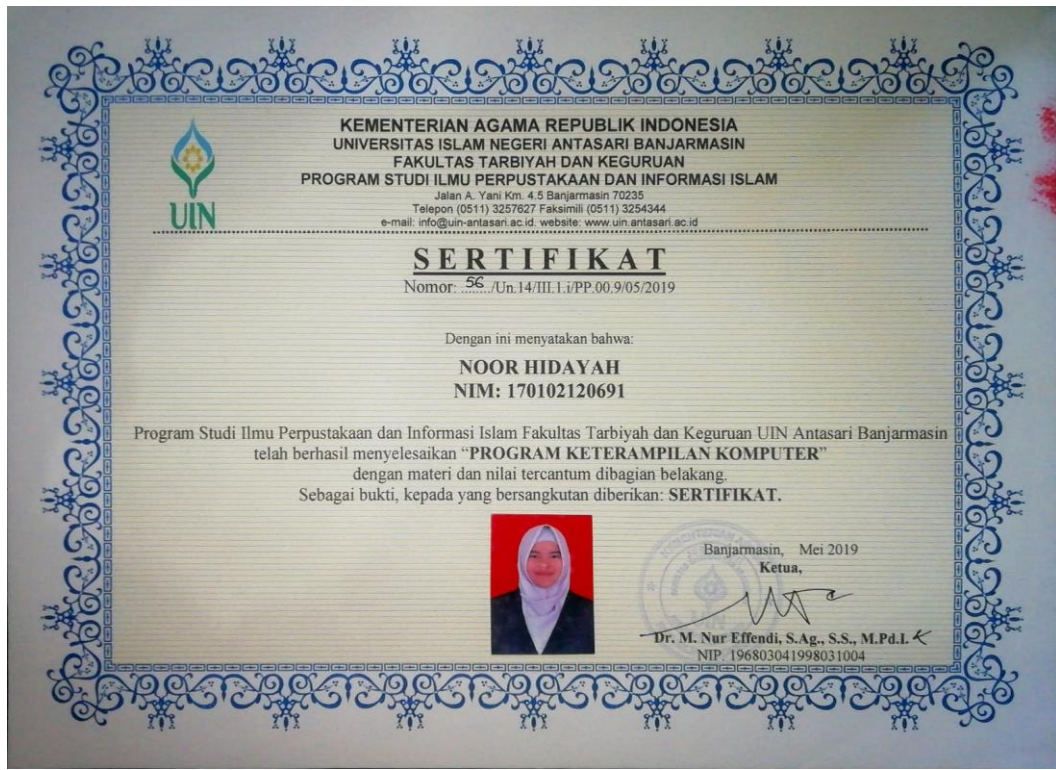 KEMENTERIAN AGAMA REPUBLIK INDONESIA
UNIVERSITAS ISLAM NEGERI ANTASARI BANJARMASIN
FAKULTAS TARBIYAH DAN KEGURUAN
PROGRAM STUDI ILMU PERPUSTAKAAN DAN INFORMASI ISLAM
Jalan A. Yani Km. 4.5 Banjarmasin 70235
Telepon (0511) 3257627 Faksimili (0511) 3254344
e-mail: info@uin-antasari.ac.id. website: www.uin.antasari.ac.id
UIN
SERTIFIKAT
Nomor: ..56../Un.14/III.1.i/PP.00.9/05/2019
Dengan ini menyatakan bahwa:
NOOR HIDAYAH
NIM: 170102120691
Program Studi Ilmu Perpustakaan dan Informasi Islam Fakultas Tarbiyah dan Keguruan UIN Antasari Banjarmasin
telah berhasil menyelesaikan “PROGRAM KETERAMPILAN KOMPUTER”
dengan materi dan nilai tercantum dibagian belakang.
Sebagai bukti, kepada yang bersangkutan diberikan: SERTIFIKAT.
Banjarmasin, Mei 2019
Ketua,
Dr. M. Nur Effendi, S.Ag., S.S., M.Pd.I.
NIP. 196803041998031004